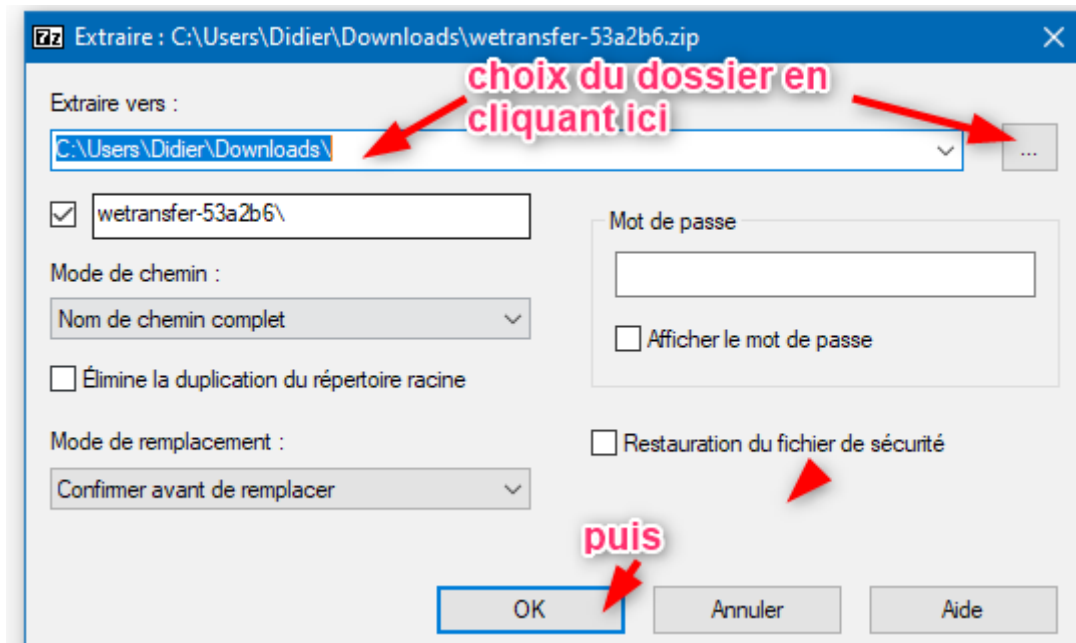 7z Extraire : C:\Users\Didier\Downloads\wetransfer-53a2b6.zip
choix du dossier en
cliquant ici
Extraire vers :
C:\Users\Didier\Downloads\
...
wetransfer-53a2b6\
Mot de passe
Mode de chemin :
Nom de chemin complet
Afficher le mot de passe
Élimine la duplication du répertoire racine
Mode de remplacement :
Restauration du fichier de sécurité
Confirmer avant de remplacer
puis
OK
Annuler
Aide